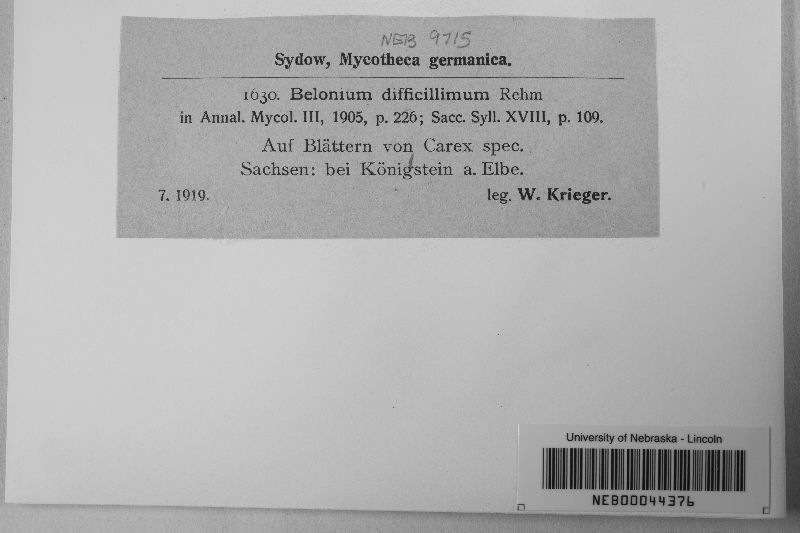 NEB 9715
Sydow, Mycotheca germanica.
1630. Belonium difficillimum Rehm
in Annal. Mycol. III, 1905, p. 226; Sacc. Syll. XVIII, p. 109.
Auf Blättern von Carex spec.
Sachsen: bei Königstein a. Elbe.
7. 1919. leg. W. Krieger.
University of Nebraska - Lincoln
NEB00044376